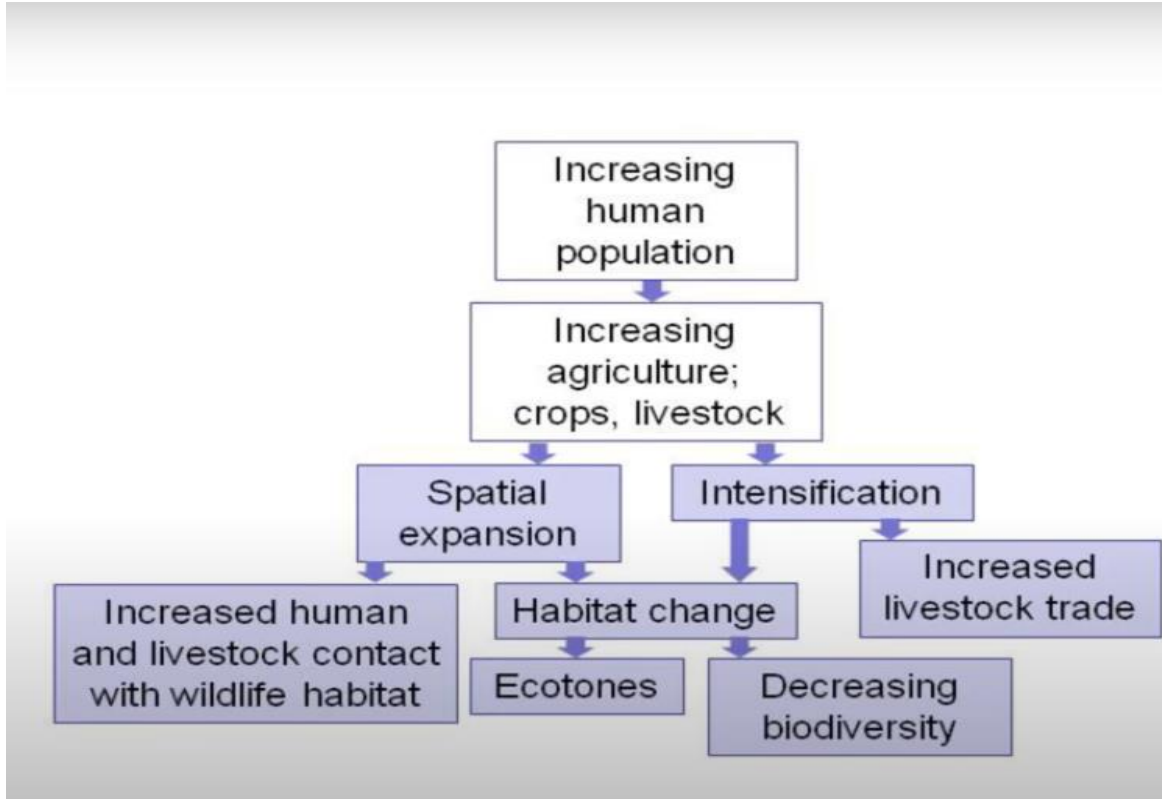 Increasing
human
population
Increasing
agriculture;
crops, livestock
Spatial
expansion
Intensification
Increased human
and livestock contact
with wildlife habitat
Habitat change
Increased
livestock trade
Ecotones
Decreasing
biodiversity